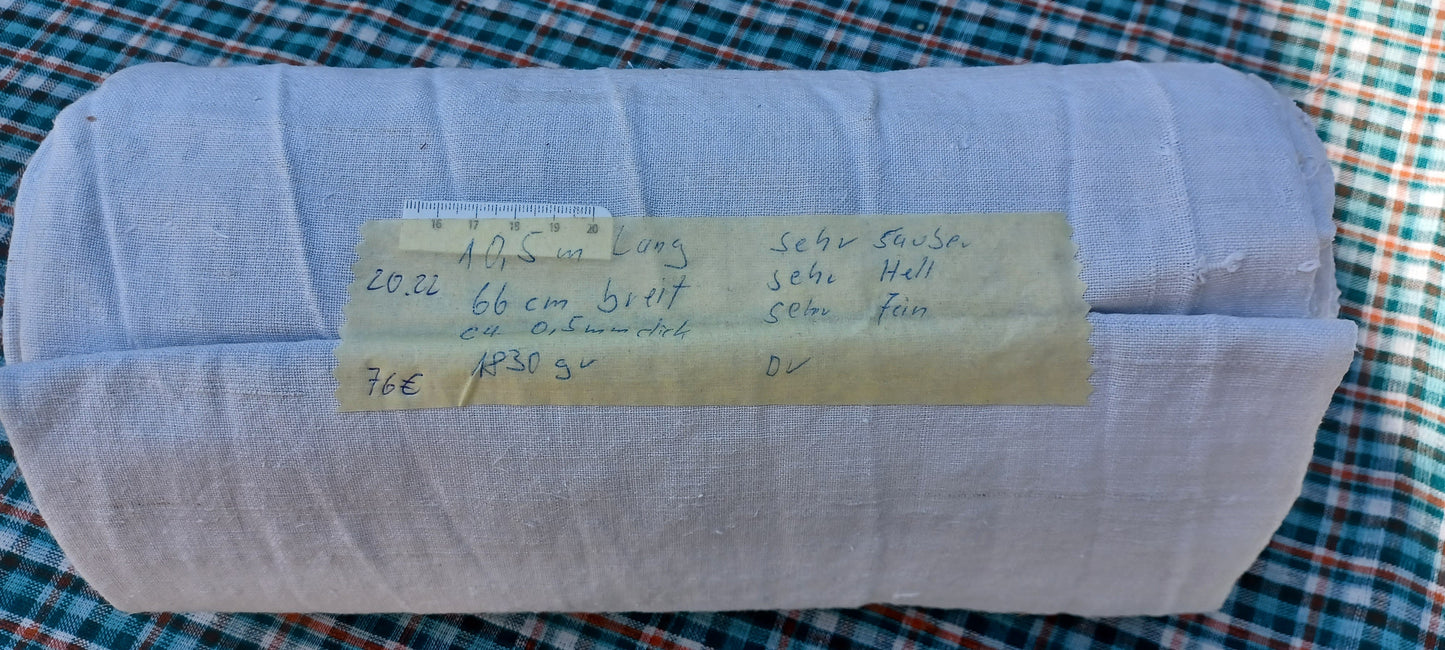 16 17 18 19 20
10,5 m Lang
20.22
66 cm breit
ca 0,5 mm dick
1830 gr
76€
sehr sauber
sehr Hell
sehr Fein